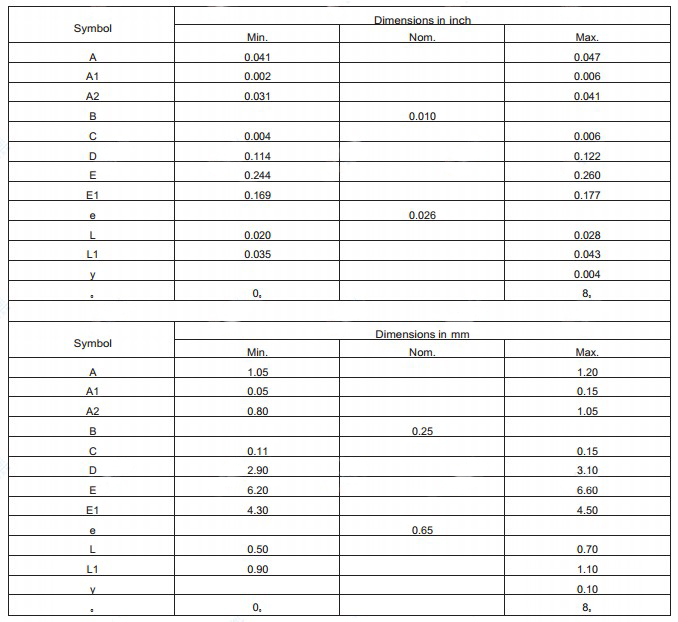 Symbol Dimensions in inch
Min. Nom. Max.
A 0.041 0.047
A1 0.002 0.006
A2 0.031 0.041
B 0.010
C 0.004 0.006
D 0.114 0.122
E 0.244 0.260
E1 0.169 0.177
e 0.026
L 0.020 0.028
L1 0.035 0.043
y 0.004
° 0° 8°
Symbol Dimensions in mm
Min. Nom. Max.
A 1.05 1.20
A1 0.05 0.15
A2 0.80 1.05
B 0.25
C 0.11 0.15
D 2.90 3.10
E 6.20 6.60
E1 4.30 4.50
e 0.65
L 0.50 0.70
L1 0.90 1.10
y 0.10
° 0° 8°